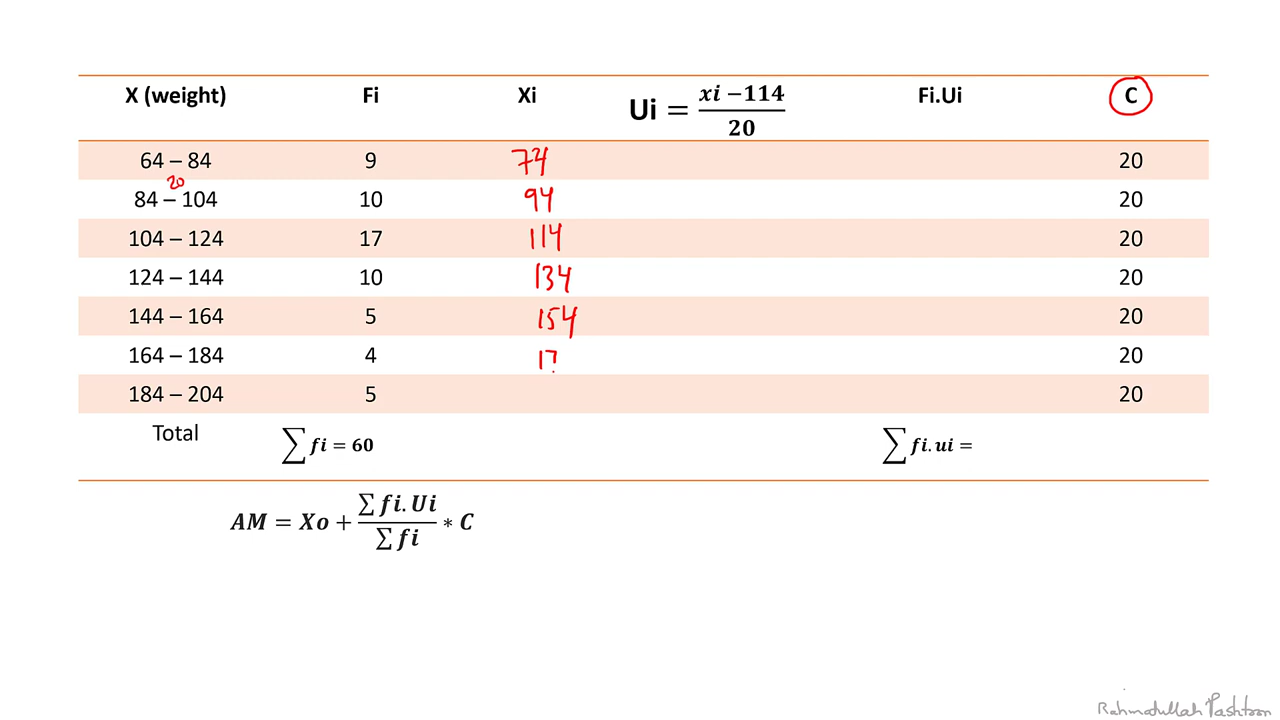 X (weight) Fi Xi Ui = xi − 114 / 20 Fi.Ui C
64 – 84 9 74 20
20
84 – 104 10 94 20
104 – 124 17 114 20
124 – 144 10 134 20
144 – 164 5 154 20
164 – 184 4 17 20
184 – 204 5 20
Total ∑ fi = 60 ∑ fi.ui =
AM = Xo + ∑ fi.Ui / ∑ fi * C
Rahmatullah Pashtoon